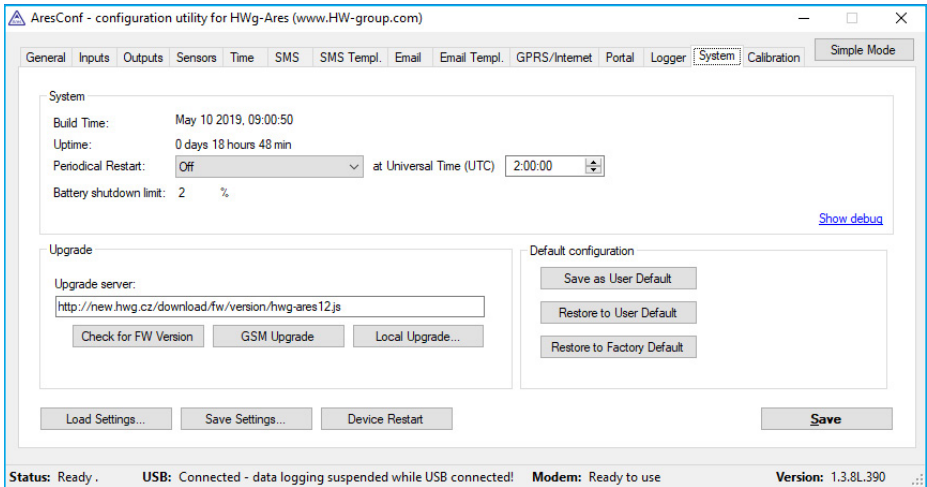 AresConf - configuration utility for HWg-Ares (www.HW-group.com)
General Inputs Outputs Sensors Time SMS SMS Templ. Email Email Templ. GPRS/Internet Portal Logger System Calibration Simple Mode
System
Build Time: May 10 2019, 09:00:50
Uptime: 0 days 18 hours 48 min
Periodical Restart: Off at Universal Time (UTC) 2:00:00
Battery shutdown limit: 2 %
Show debug
Upgrade
Upgrade server:
http://new.hwg.cz/download/fw/version/hwg-ares12.js
Check for FW Version GSM Upgrade Local Upgrade...
Default configuration
Save as User Default
Restore to User Default
Restore to Factory Default
Load Settings... Save Settings... Device Restart Save
Status: Ready . USB: Connected - data logging suspended while USB connected! Modem: Ready to use Version: 1.3.8L.390